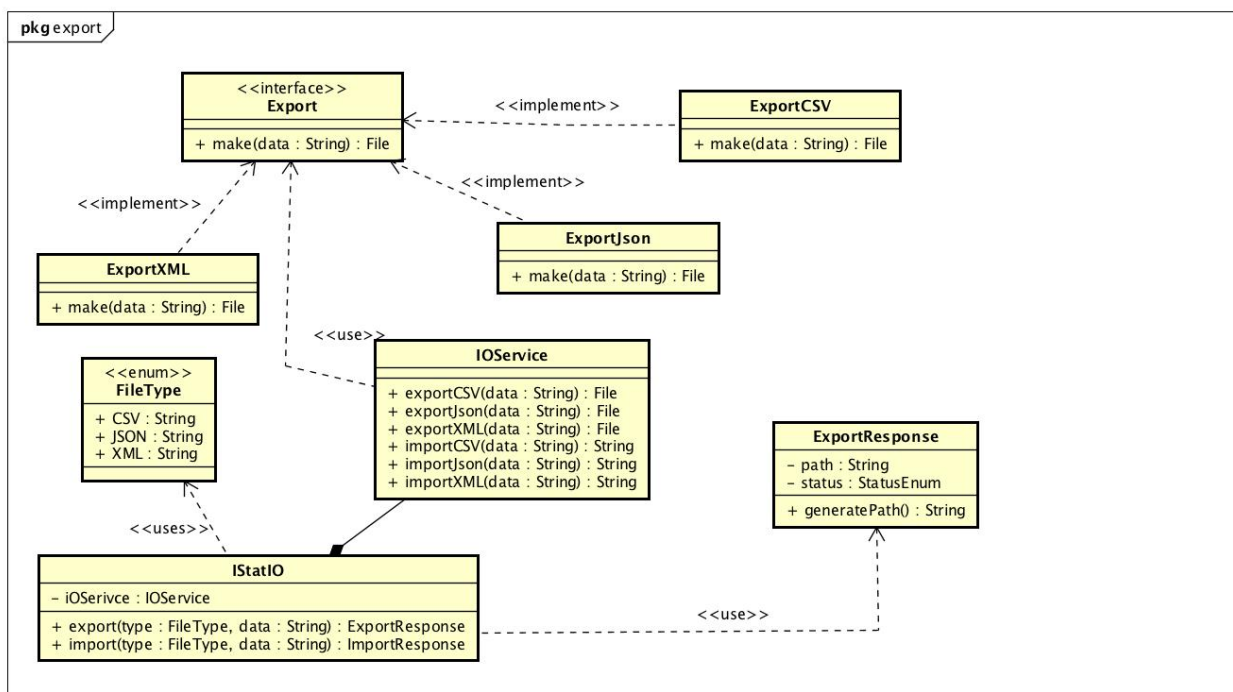 pkg export
<<interface>>
Export
+ make(data : String) : File
<<implement>>
ExportCSV
+ make(data : String) : File
<<implement>>
<<implement>>
ExportJson
+ make(data : String) : File
ExportXML
+ make(data : String) : File
<<use>>
IOService
+ exportCSV(data : String) : File
+ exportJson(data : String) : File
+ exportXML(data : String) : File
+ importCSV(data : String) : String
+ importJson(data : String) : String
+ importXML(data : String) : String
<<enum>>
FileType
+ CSV : String
+ JSON : String
+ XML : String
ExportResponse
- path : String
- status : StatusEnum
+ generatePath() : String
<<uses>>
IStatIO
- iOSerivce : IOService
+ export(type : FileType, data : String) : ExportResponse
+ import(type : FileType, data : String) : ImportResponse
<<use>>